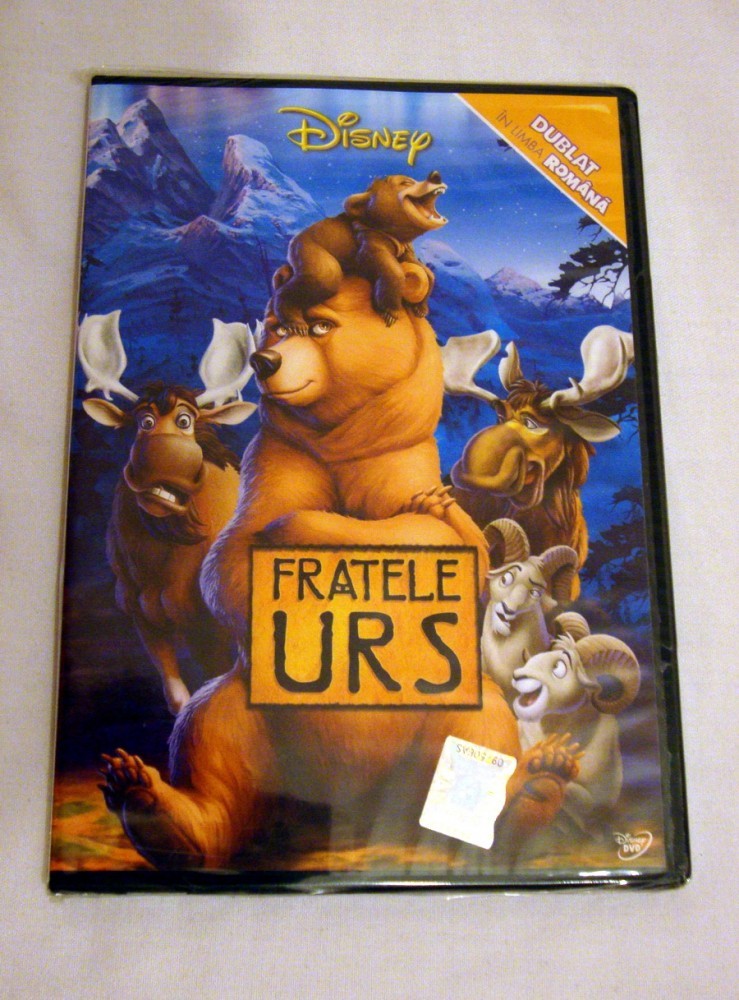 Disney
DUBLAT
ÎN LIMBA ROMÂNĂ
FRATELE
URS
Disney
DVD